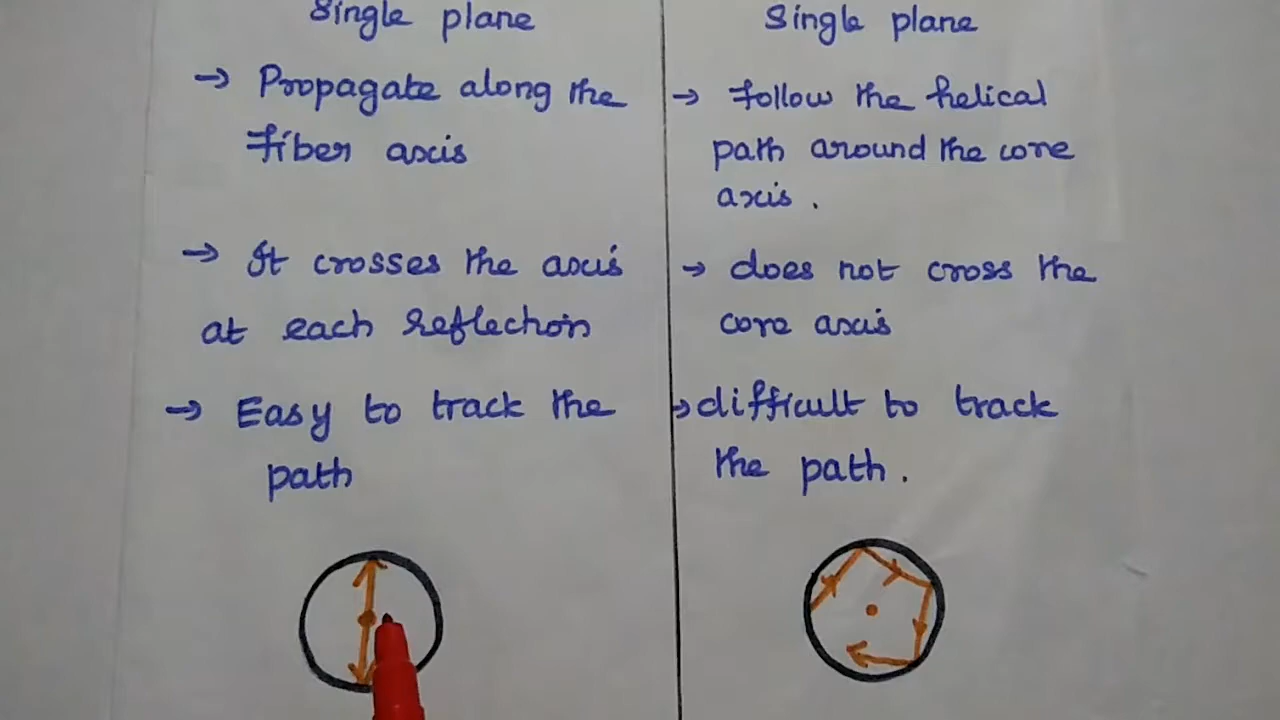 Single plane
→ Propagate along the
fiber axis
→ It crosses the axis
at each reflection
→ Easy to track the
path
Single plane
→ follow the helical
path around the core
axis.
→ does not cross the
core axis
→ difficult to track
the path.